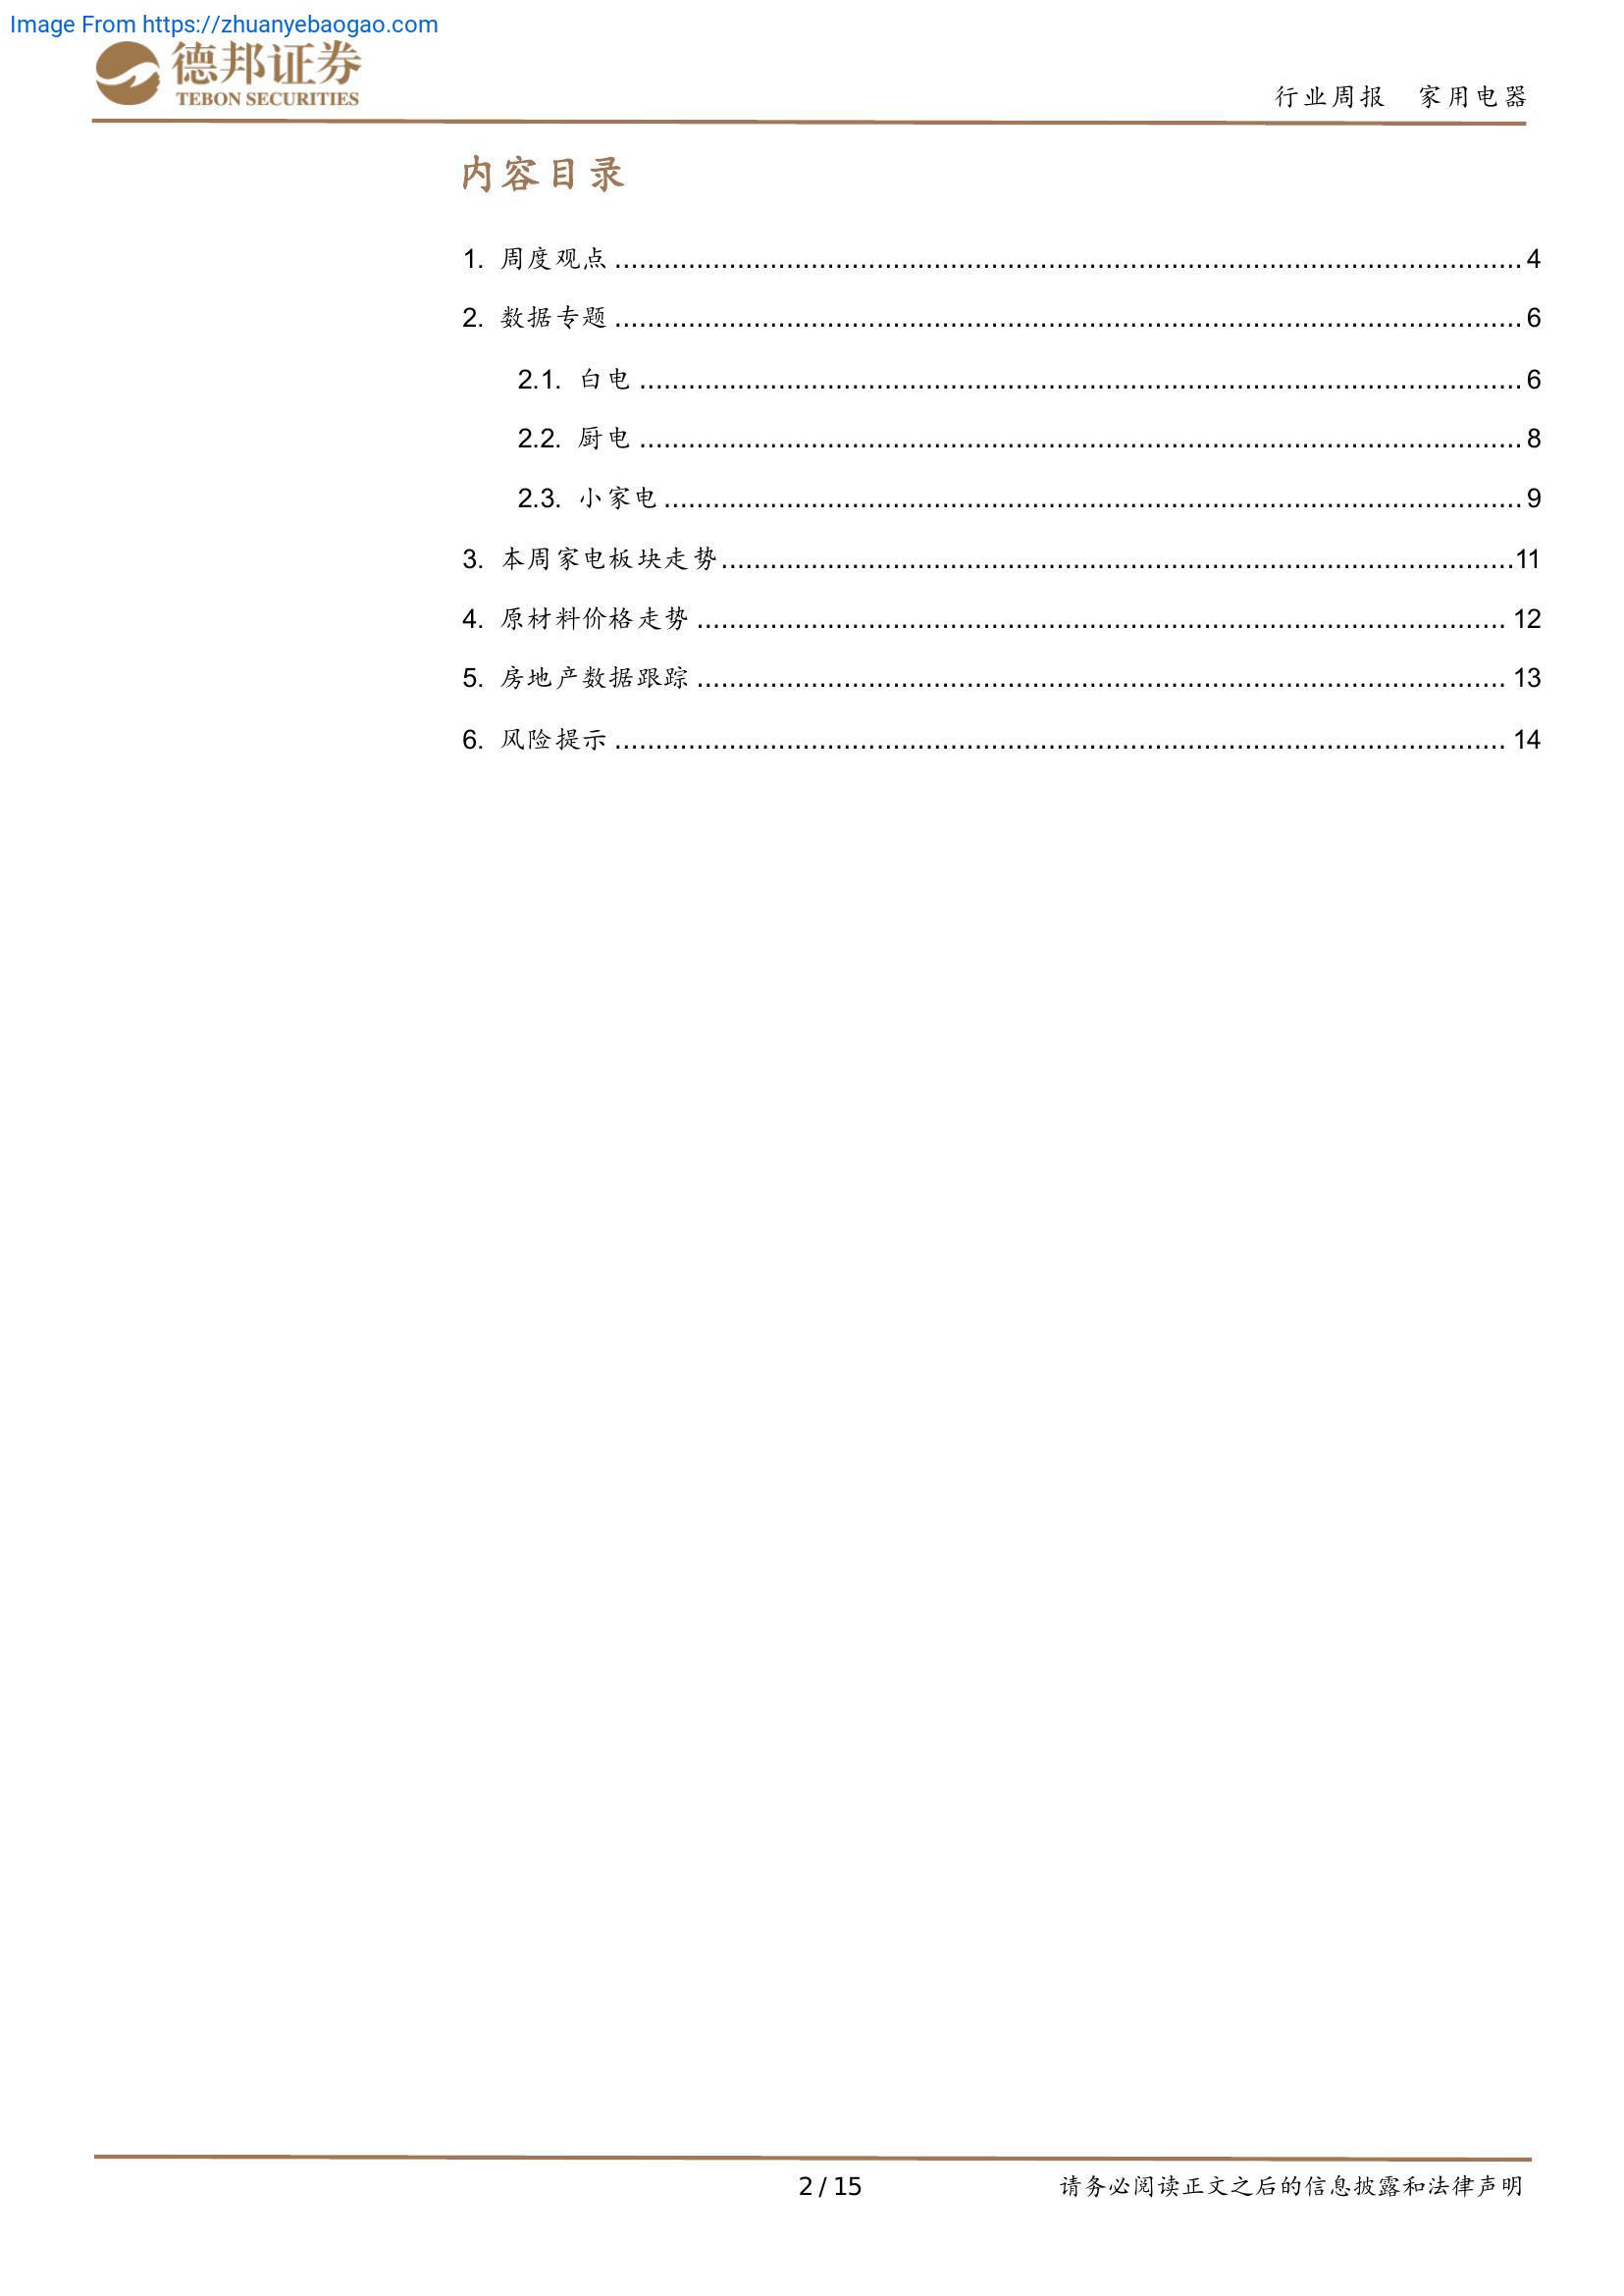 Image From https://zhuanyebaogao.com
德邦证券
TEBON SECURITIES
行业周报 家用电器
内容目录
1. 周度观点 ........................................ 4
2. 数据专题 ........................................ 6
2.1. 白电 ........................................ 6
2.2. 厨电 ........................................ 8
2.3. 小家电 ........................................ 9
3. 本周家电板块走势 ........................................ 11
4. 原材料价格走势 ........................................ 12
5. 房地产数据跟踪 ........................................ 13
6. 风险提示 ........................................ 14
2 / 15 请务必阅读正文之后的信息披露和法律声明